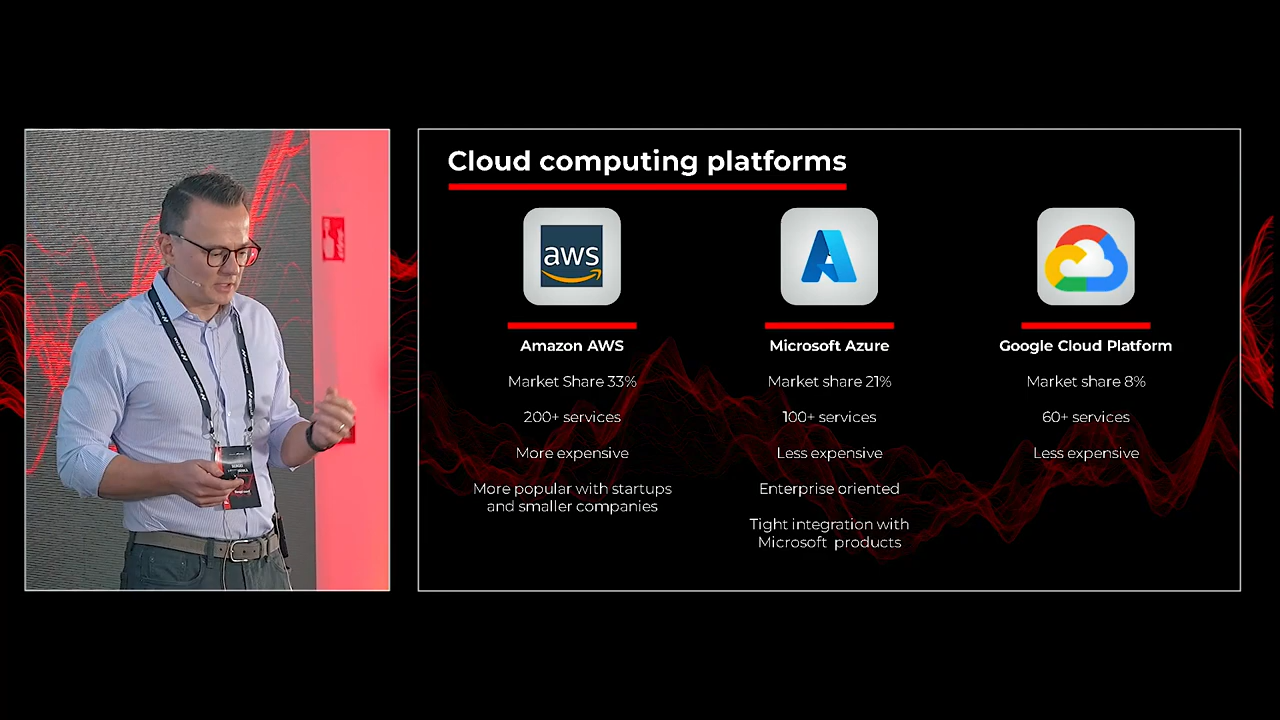 Cloud computing platforms
aws
Amazon AWS
Market Share 33%
200+ services
More expensive
More popular with startups
and smaller companies
Microsoft Azure
Market share 21%
100+ services
Less expensive
Enterprise oriented
Tight integration with
Microsoft products
Google Cloud Platform
Market share 8%
60+ services
Less expensive